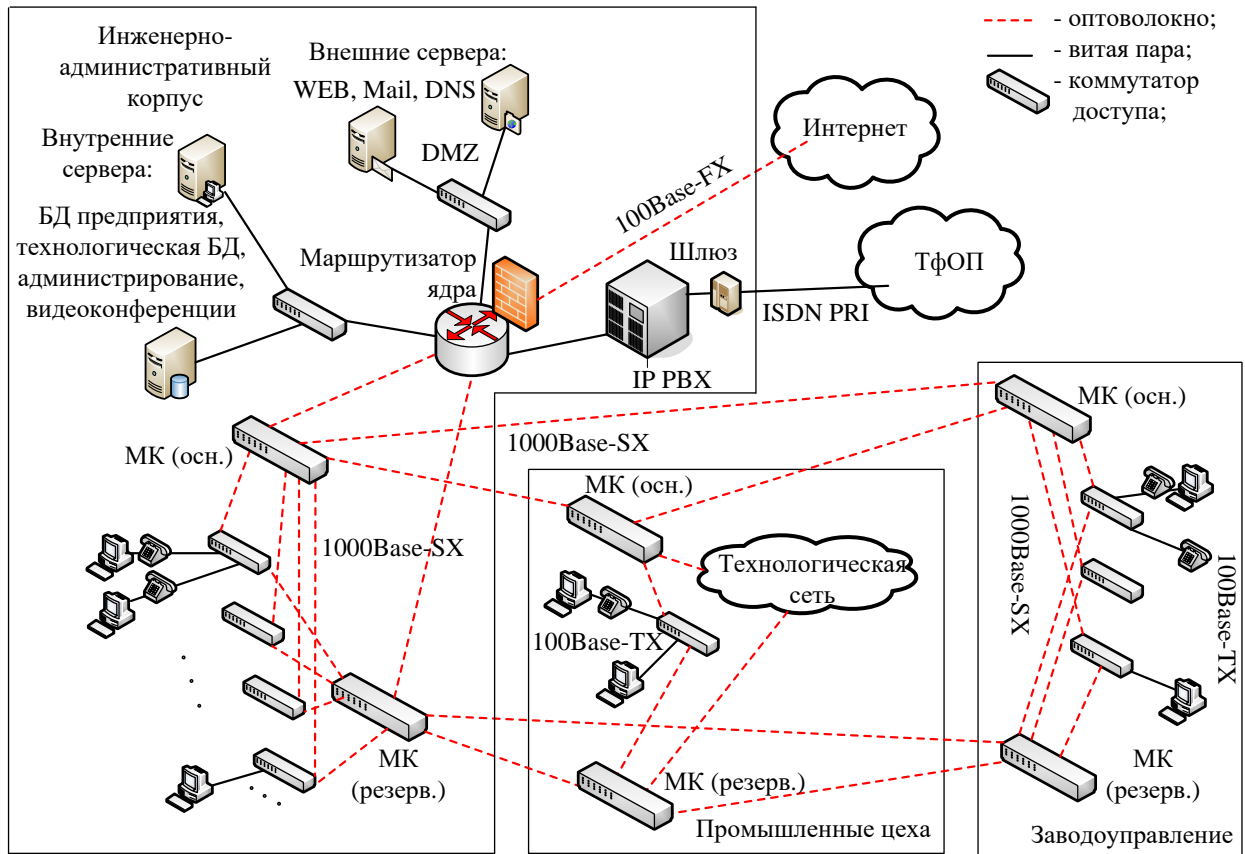 Инженерно-
административный
корпус
Внешние сервера:
WEB, Mail, DNS
- оптоволокно;
- витая пара;
- коммутатор
доступа;
Внутренние
сервера:
DMZ
Интернет
100Base-FX
БД предприятия,
технологическая БД,
администрирование,
видеоконференции
Маршрутизатор
ядра
Шлюз
ТфОП
ISDN PRI
IP PBX
МК (осн.)
МК (осн.)
1000Base-SX
МК (осн.)
1000Base-SX
Технологическая
сеть
1000Base-SX
100Base-TX
100Base-TX
МК
(резерв.)
МК (резерв.)
МК
(резерв.)
Промышленные цеха
Заводоуправление